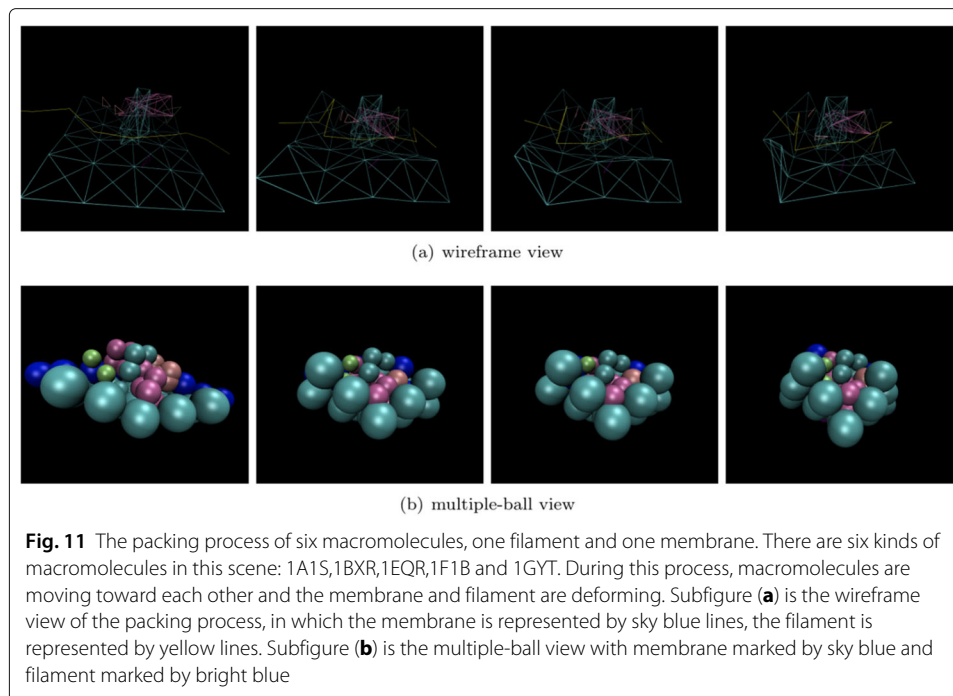 (a) wireframe view
(b) multiple-ball view
Fig. 11 The packing process of six macromolecules, one filament and one membrane. There are six kinds of
macromolecules in this scene: 1A1S,1BXR,1EQR,1F1B and 1GYT. During this process, macromolecules are
moving toward each other and the membrane and filament are deforming. Subfigure (a) is the wireframe
view of the packing process, in which the membrane is represented by sky blue lines, the filament is
represented by yellow lines. Subfigure (b) is the multiple-ball view with membrane marked by sky blue and
filament marked by bright blue